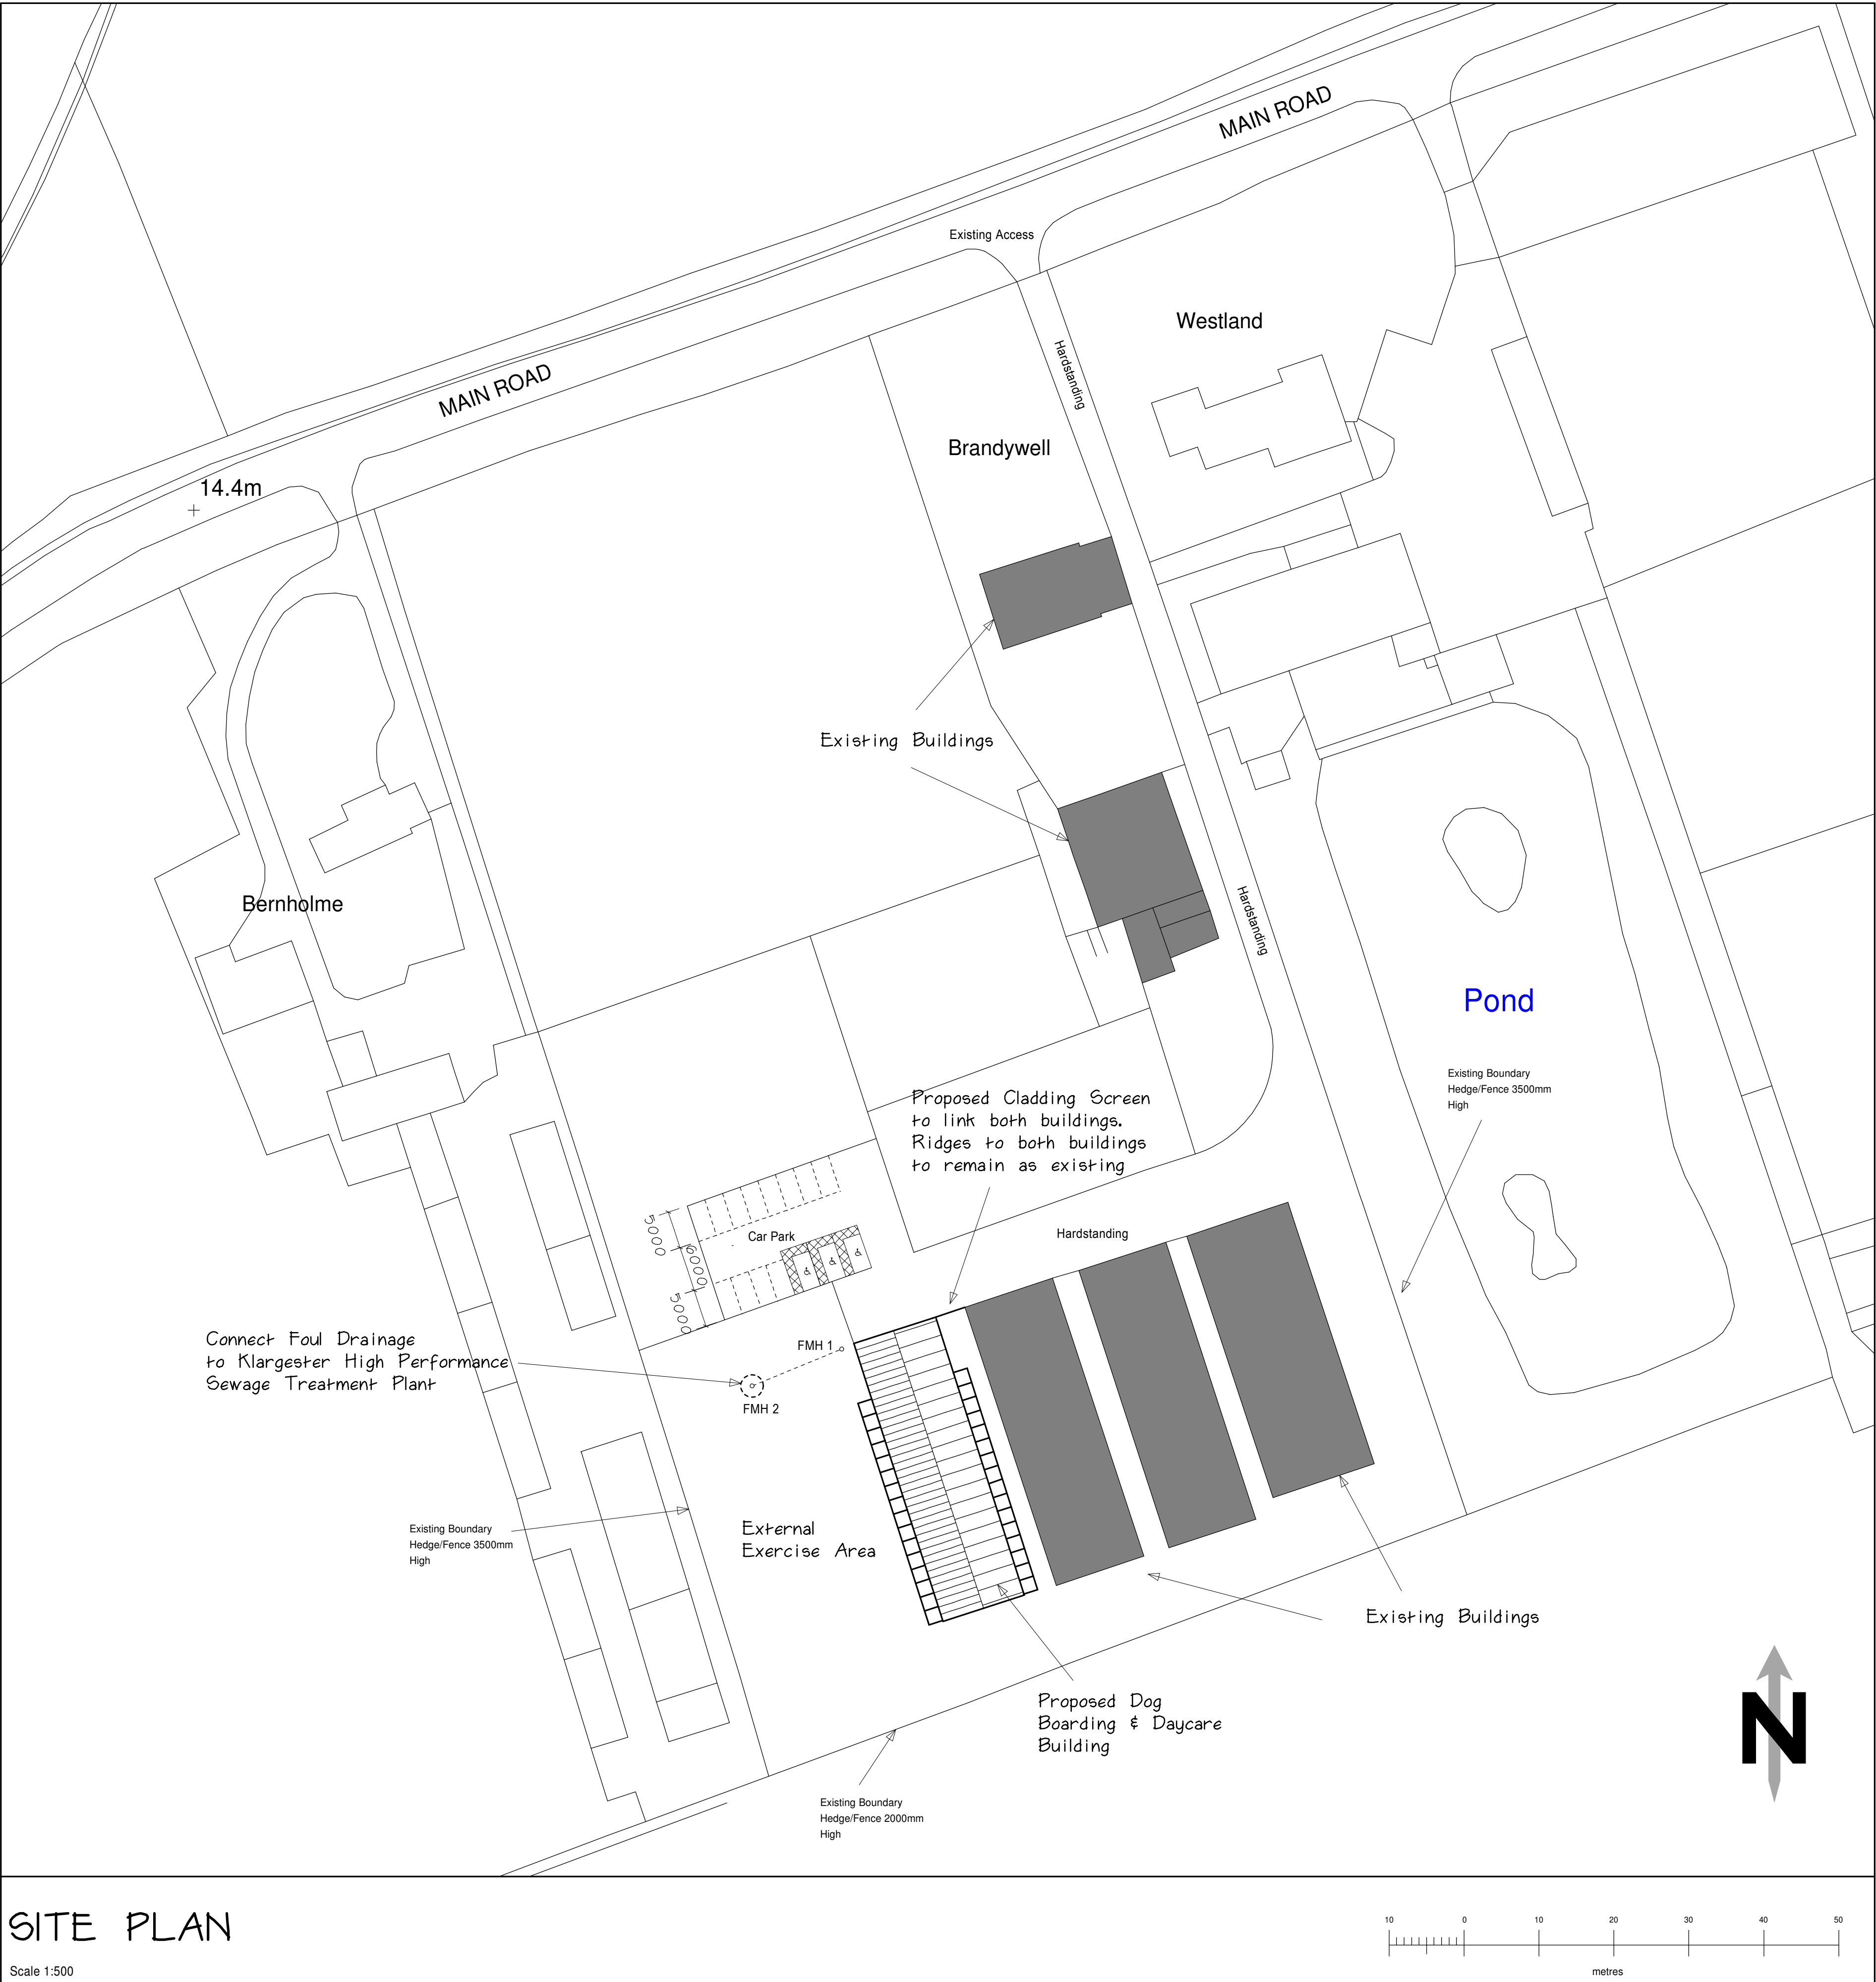 MAIN ROAD
Existing Access
Westland
Hardstanding
MAIN ROAD
Brandywell
14.4m
Existing Buildings
Bernholme
Hardstanding
Pond
Existing Boundary
Hedge/Fence 3500mm
High
Proposed Cladding Screen
to link both buildings.
Ridges to both buildings
to remain as existing
5000
6000
5000
Car Park
Hardstanding
Connect Foul Drainage
to Klargester High Performance
Sewage Treatment Plant
FMH 1
FMH 2
Existing Boundary
Hedge/Fence 3500mm
High
External
Exercise Area
Existing Buildings
Proposed Dog
Boarding & Daycare
Building
Existing Boundary
Hedge/Fence 2000mm
High
N
SITE PLAN
Scale 1:500
10 0 10 20 30 40 50
metres